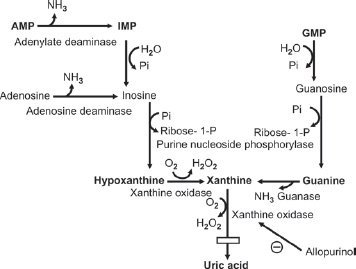 NH₃
AMP IMP
Adenylate deaminase
H₂O
Pi
GMP
H₂O
Pi
NH₃
Adenosine Inosine
Adenosine deaminase
Guanosine
Pi
Ribose- 1-P
Pi
Ribose- 1-P
Purine nucleoside phosphorylase
O₂ H₂O₂
Hypoxanthine Xanthine Guanine
Xanthine oxidase
NH₃ Guanase
O₂
H₂O₂
Xanthine oxidase
Allopurinol
Uric acid